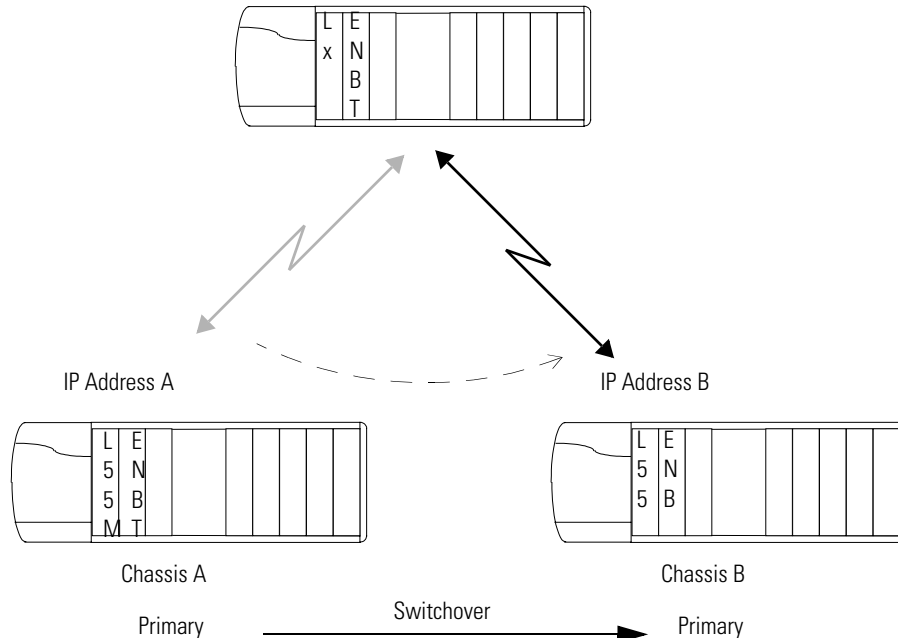 L E
x N
B
T
IP Address A
IP Address B
L E
5 N
5 B
M T
L E
5 N
5 B
Chassis A
Chassis B
Primary
Switchover
Primary